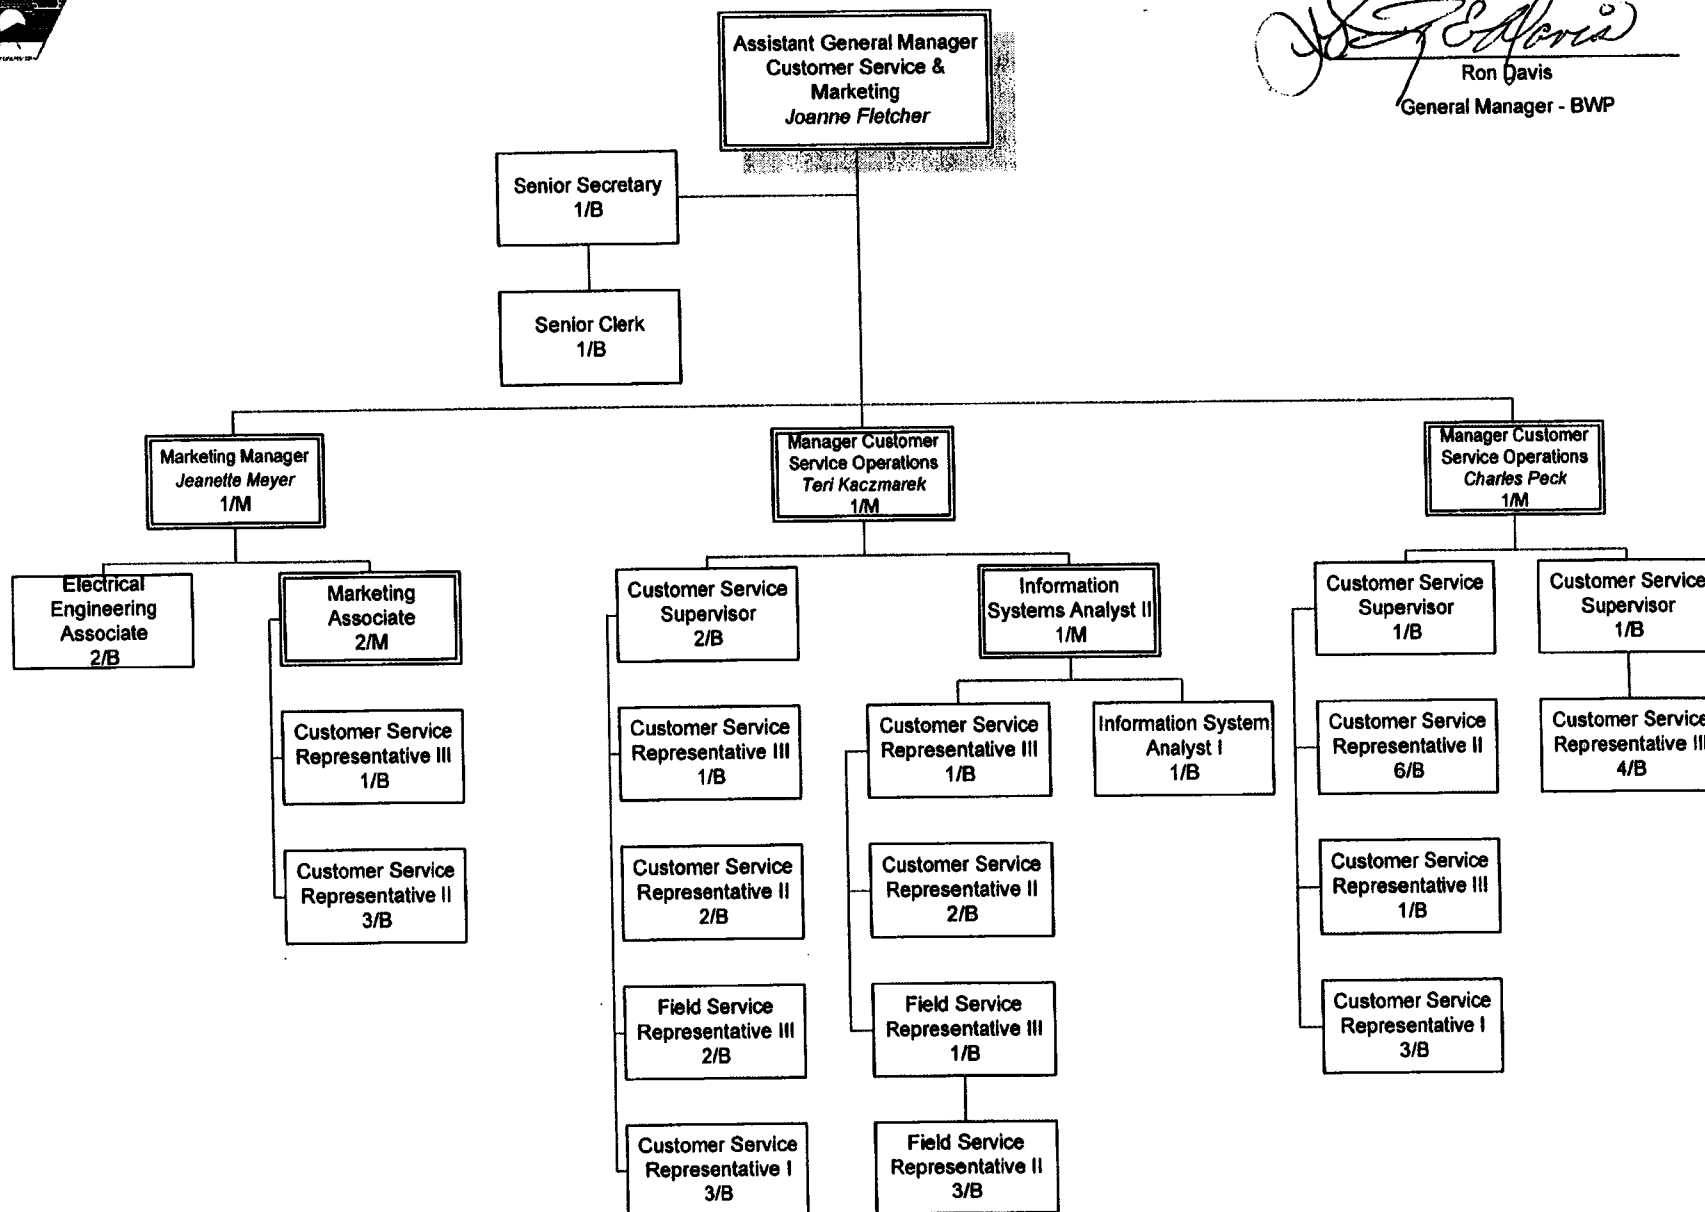 Assistant General Manager
Customer Service &
Marketing
Joanne Fletcher
Ron Davis
General Manager - BWP
Senior Secretary
1/B
Senior Clerk
1/B
Marketing Manager
Jeanette Meyer
1/M
Manager Customer
Service Operations
Teri Kaczmarek
1/M
Manager Customer
Service Operations
Charles Peck
1/M
Electrical
Engineering
Associate
2/B
Marketing
Associate
2/M
Customer Service
Representative III
1/B
Customer Service
Representative II
3/B
Customer Service
Supervisor
2/B
Customer Service
Representative III
1/B
Customer Service
Representative II
2/B
Field Service
Representative III
2/B
Customer Service
Representative I
3/B
Information
Systems Analyst II
1/M
Customer Service
Representative III
1/B
Customer Service
Representative II
2/B
Field Service
Representative III
1/B
Field Service
Representative II
3/B
Information System
Analyst I
1/B
Customer Service
Supervisor
1/B
Customer Service
Representative II
6/B
Customer Service
Representative III
1/B
Customer Service
Representative I
3/B
Customer Service
Supervisor
1/B
Customer Service
Representative III
4/B